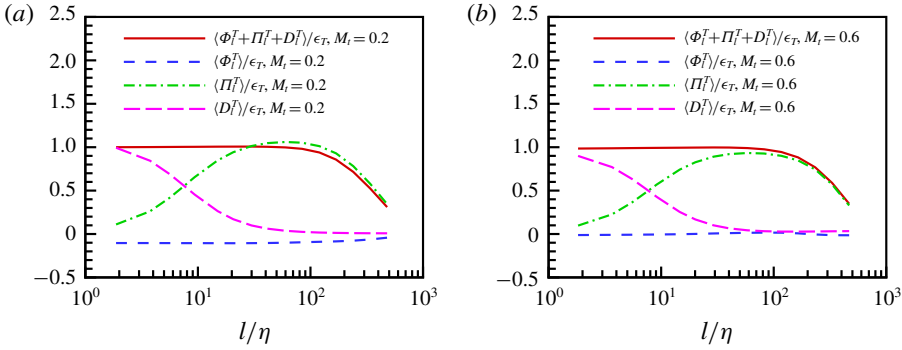 (a)
2.5
2.0
1.5
1.0
0.5
0
−0.5
⟨Φ_l^T+Π_l^T+D_l^T⟩/ϵ_T, M_t = 0.2
⟨Φ_l^T⟩/ϵ_T, M_t = 0.2
⟨Π_l^T⟩/ϵ_T, M_t = 0.2
⟨D_l^T⟩/ϵ_T, M_t = 0.2
10^0 10^1 10^2 10^3
l/η
(b)
2.5
2.0
1.5
1.0
0.5
0
−0.5
⟨Φ_l^T+Π_l^T+D_l^T⟩/ϵ_T, M_t = 0.6
⟨Φ_l^T⟩/ϵ_T, M_t = 0.6
⟨Π_l^T⟩/ϵ_T, M_t = 0.6
⟨D_l^T⟩/ϵ_T, M_t = 0.6
10^0 10^1 10^2 10^3
l/η